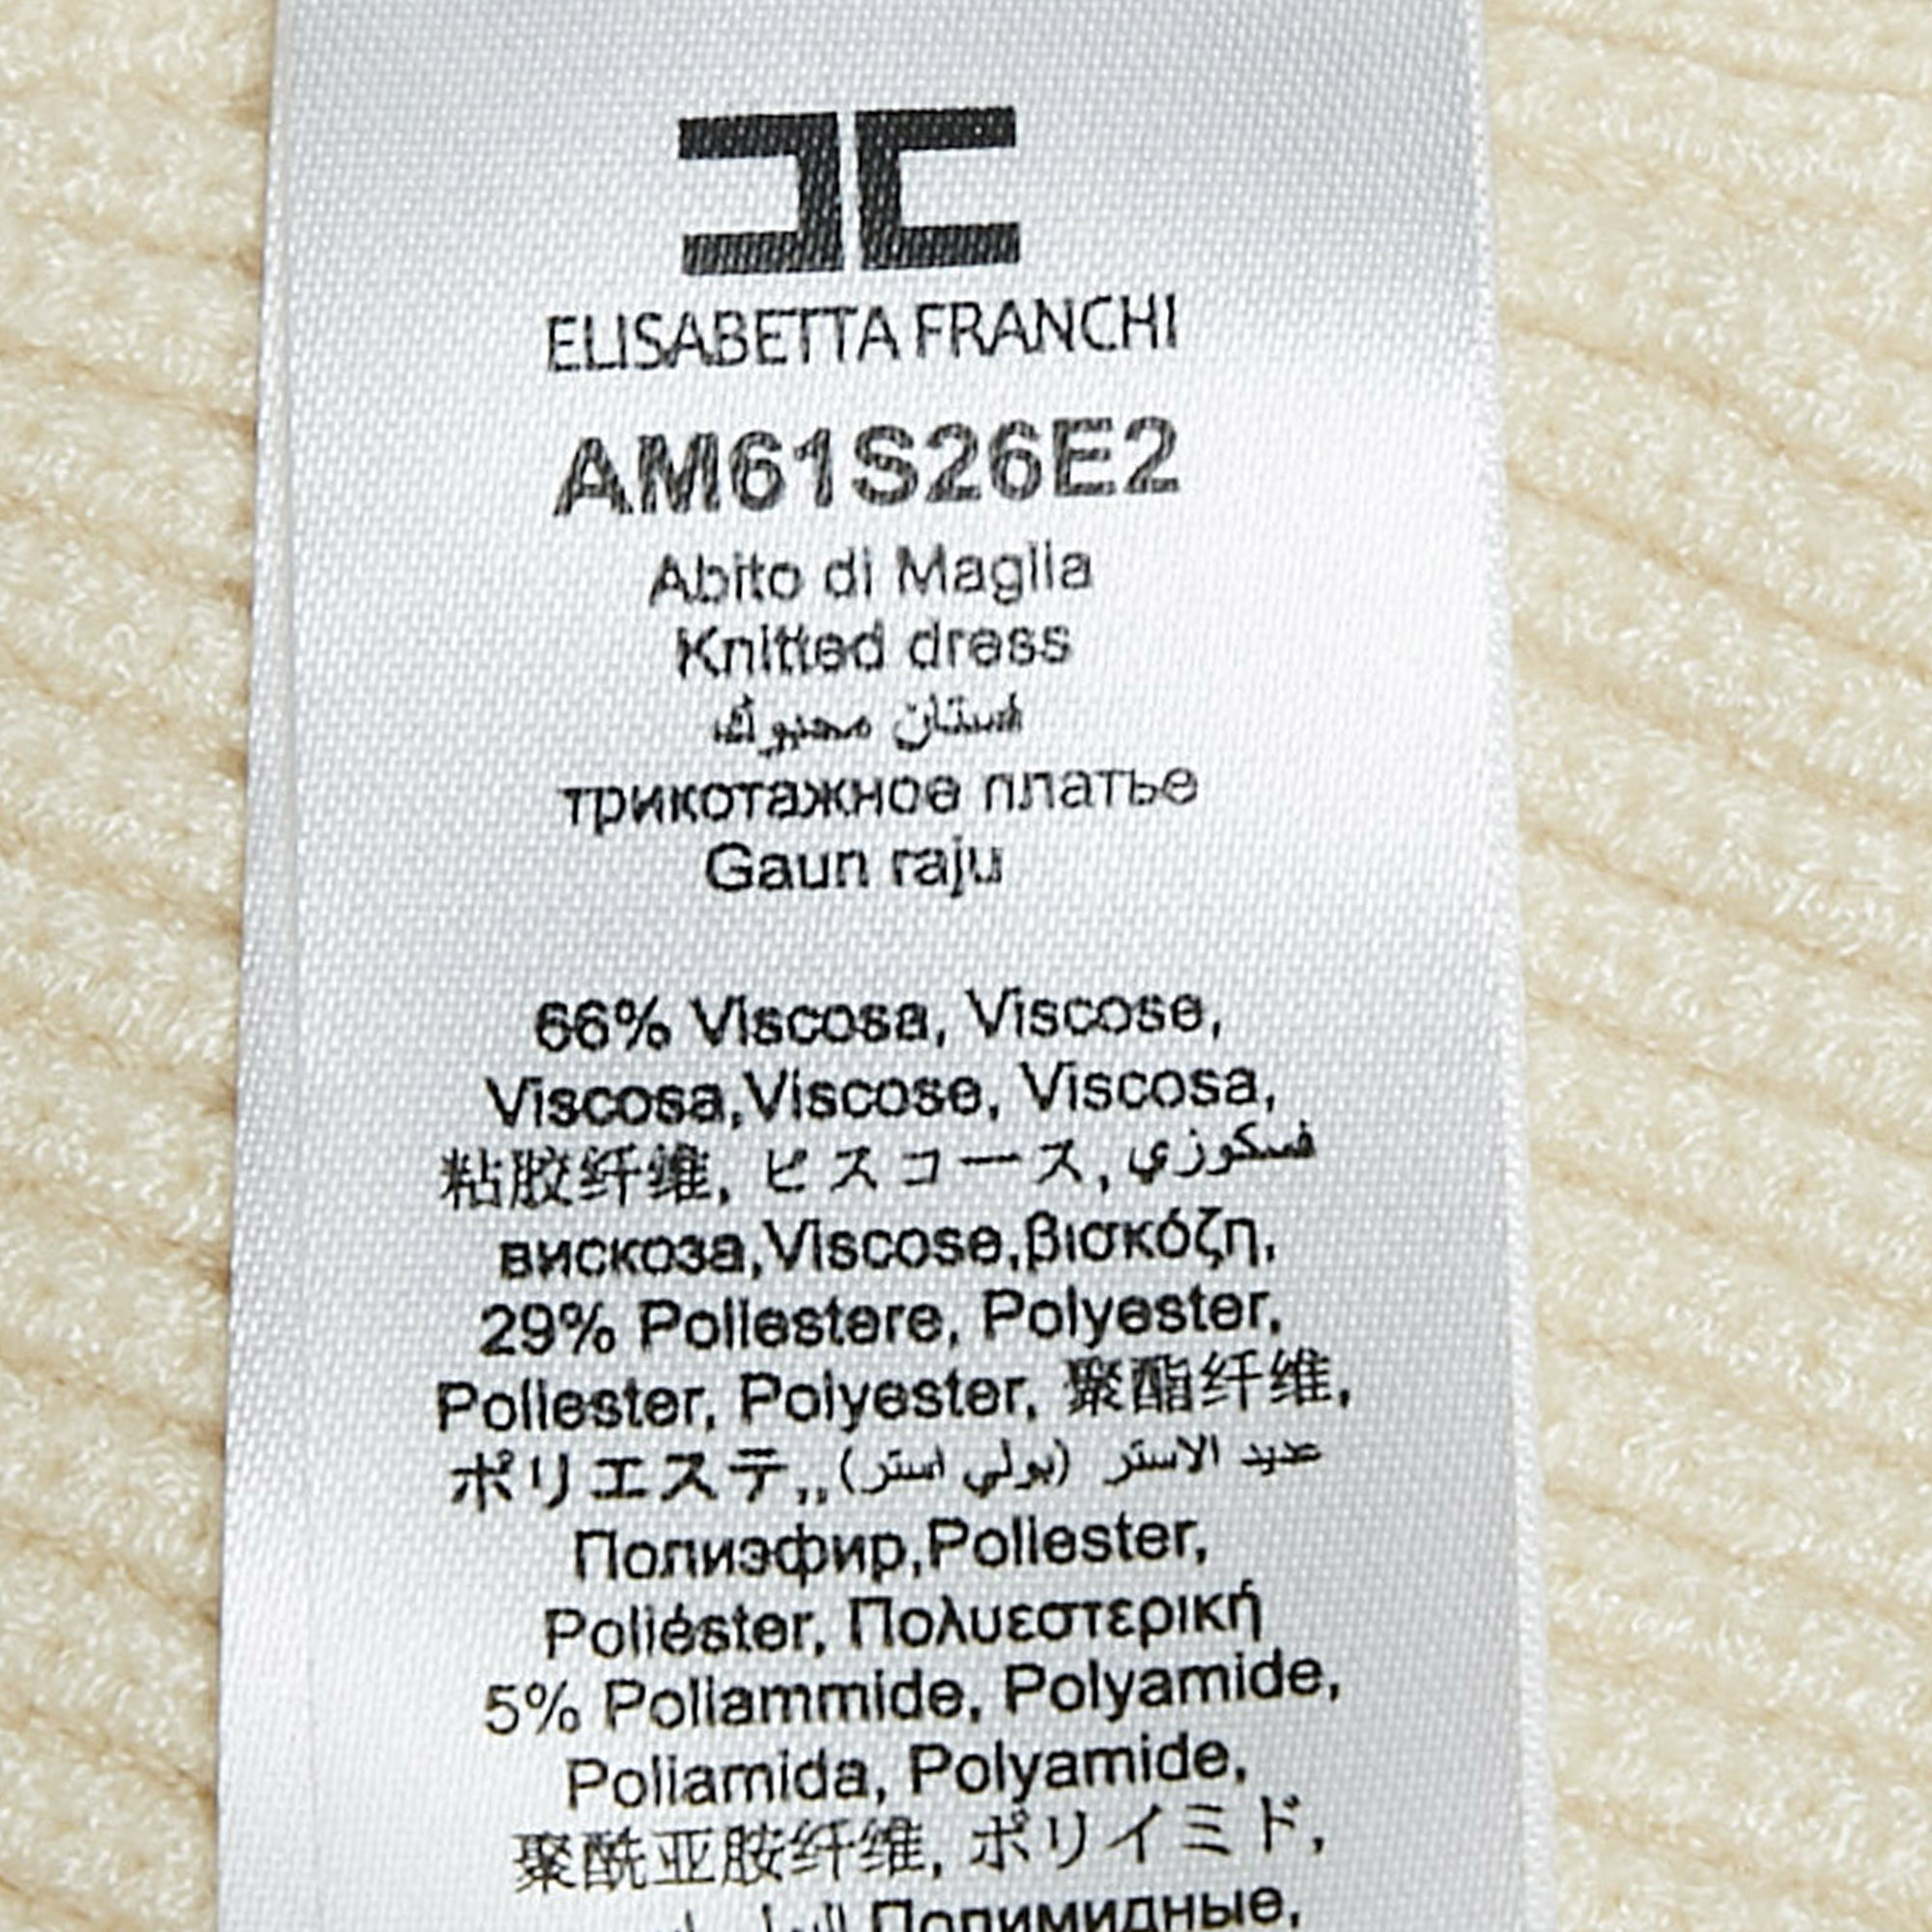 ELISABETTA FRANCHI
AM61S26E2
Abito di Maglia
Knitted dress
فستان محبوك
трикотажное платье
Gaun raju
66% Viscosa, Viscose,
Viscosa,Viscose, Viscosa,
粘胶纤维, ビスコース, فسكوزي
вискоза,Viscose,βισκόζη,
29% Poliestere, Polyester,
Poliester, Polyester, 聚酯纤维,
ポリエステ,, عديد الاستر (بولي استر)
Полиэфир,Poliester,
Poliéster, Πολυεστερική
5% Poliammide, Polyamide,
Poliamida, Polyamide,
聚酰亚胺纤维, ポリイミド,
Полимидные,